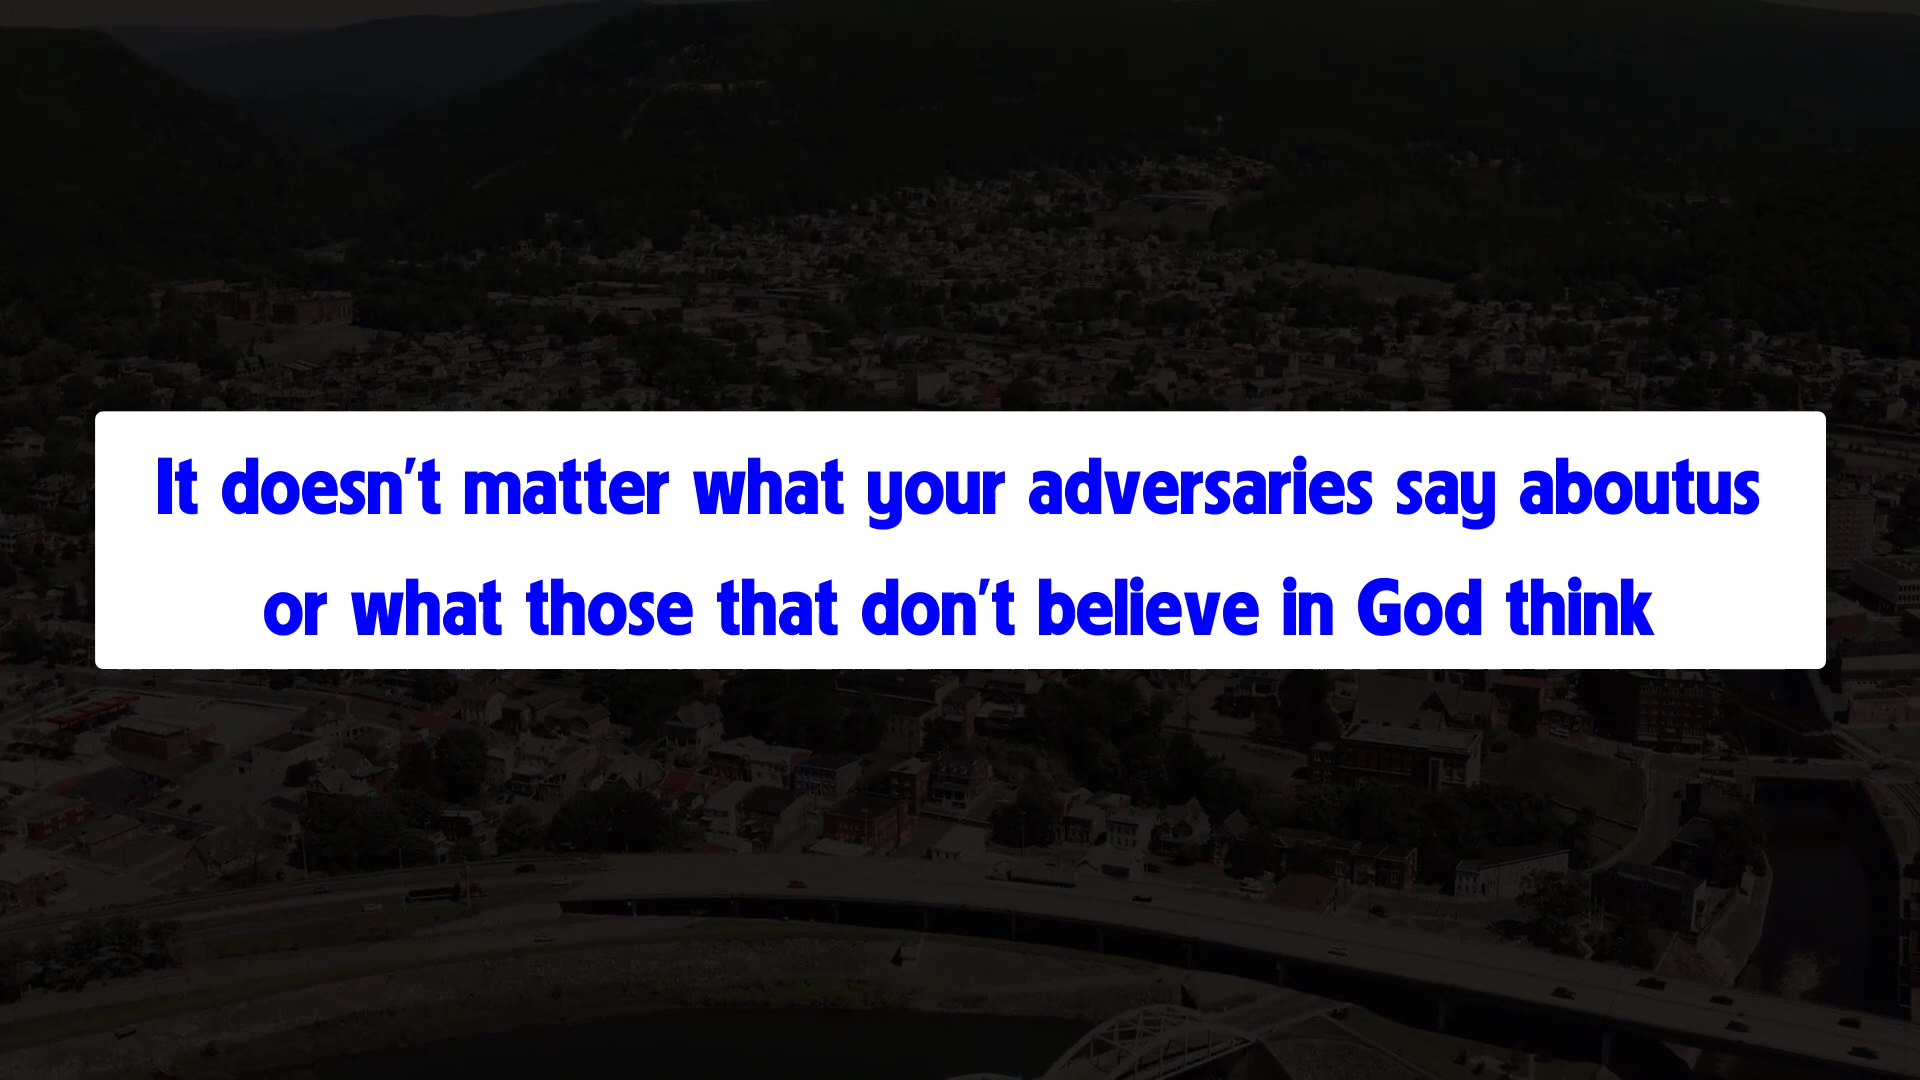 It doesn't matter what your adversaries say aboutus
or what those that don't believe in God think